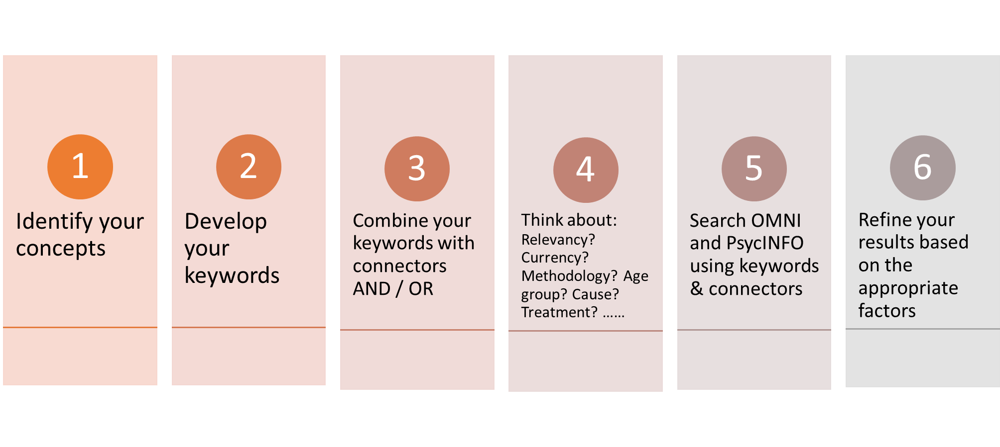 1
Identify your
concepts
2
Develop
your
keywords
3
Combine your
keywords with
connectors
AND / OR
4
Think about:
Relevancy?
Currency?
Methodology? Age
group? Cause?
Treatment? ......
5
Search OMNI
and PsycINFO
using keywords
& connectors
6
Refine your
results based
on the
appropriate
factors